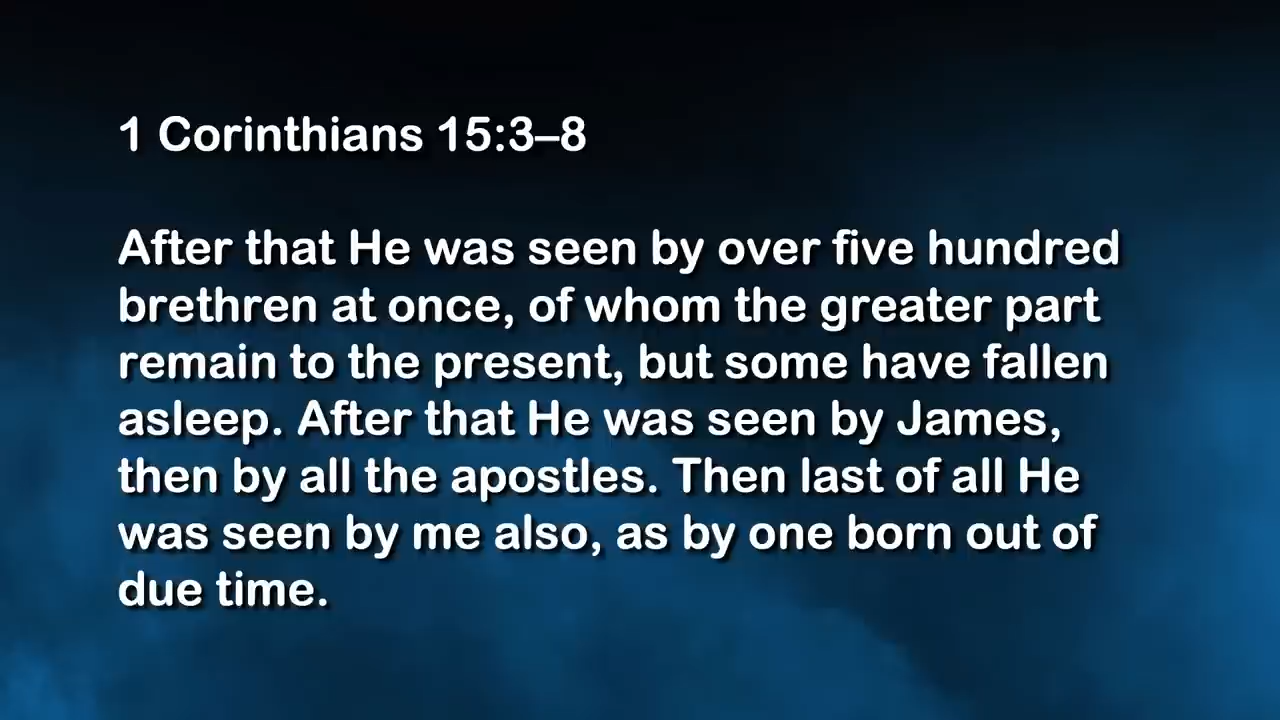 1 Corinthians 15:3–8
After that He was seen by over five hundred
brethren at once, of whom the greater part
remain to the present, but some have fallen
asleep. After that He was seen by James,
then by all the apostles. Then last of all He
was seen by me also, as by one born out of
due time.